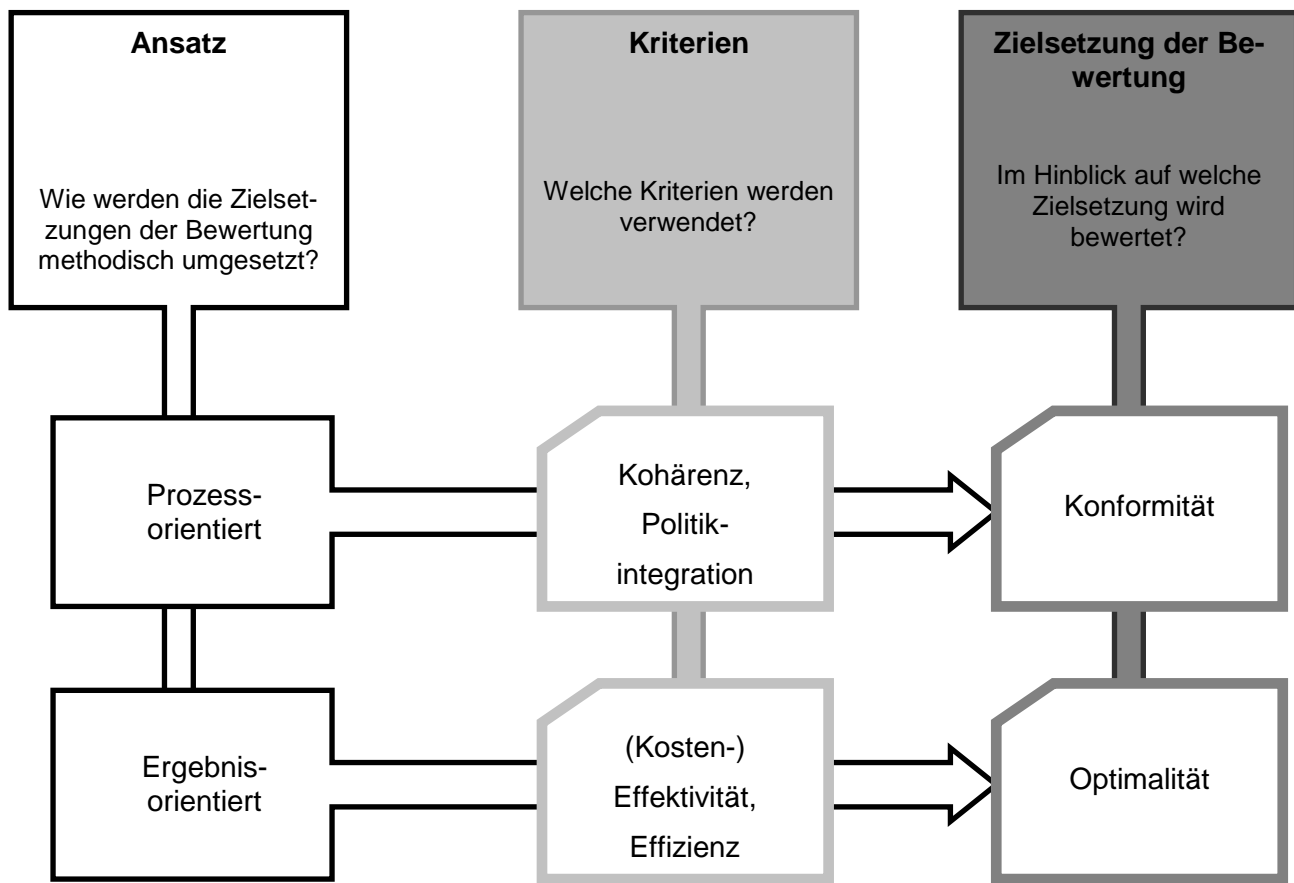 Ansatz
Wie werden die Zielset-
zungen der Bewertung
methodisch umgesetzt?
Kriterien
Welche Kriterien werden
verwendet?
Zielsetzung der Be-
wertung
Im Hinblick auf welche
Zielsetzung wird
bewertet?
Prozess-
orientiert
Kohärenz,
Politik-
integration
Konformität
Ergebnis-
orientiert
(Kosten-)
Effektivität,
Effizienz
Optimalität